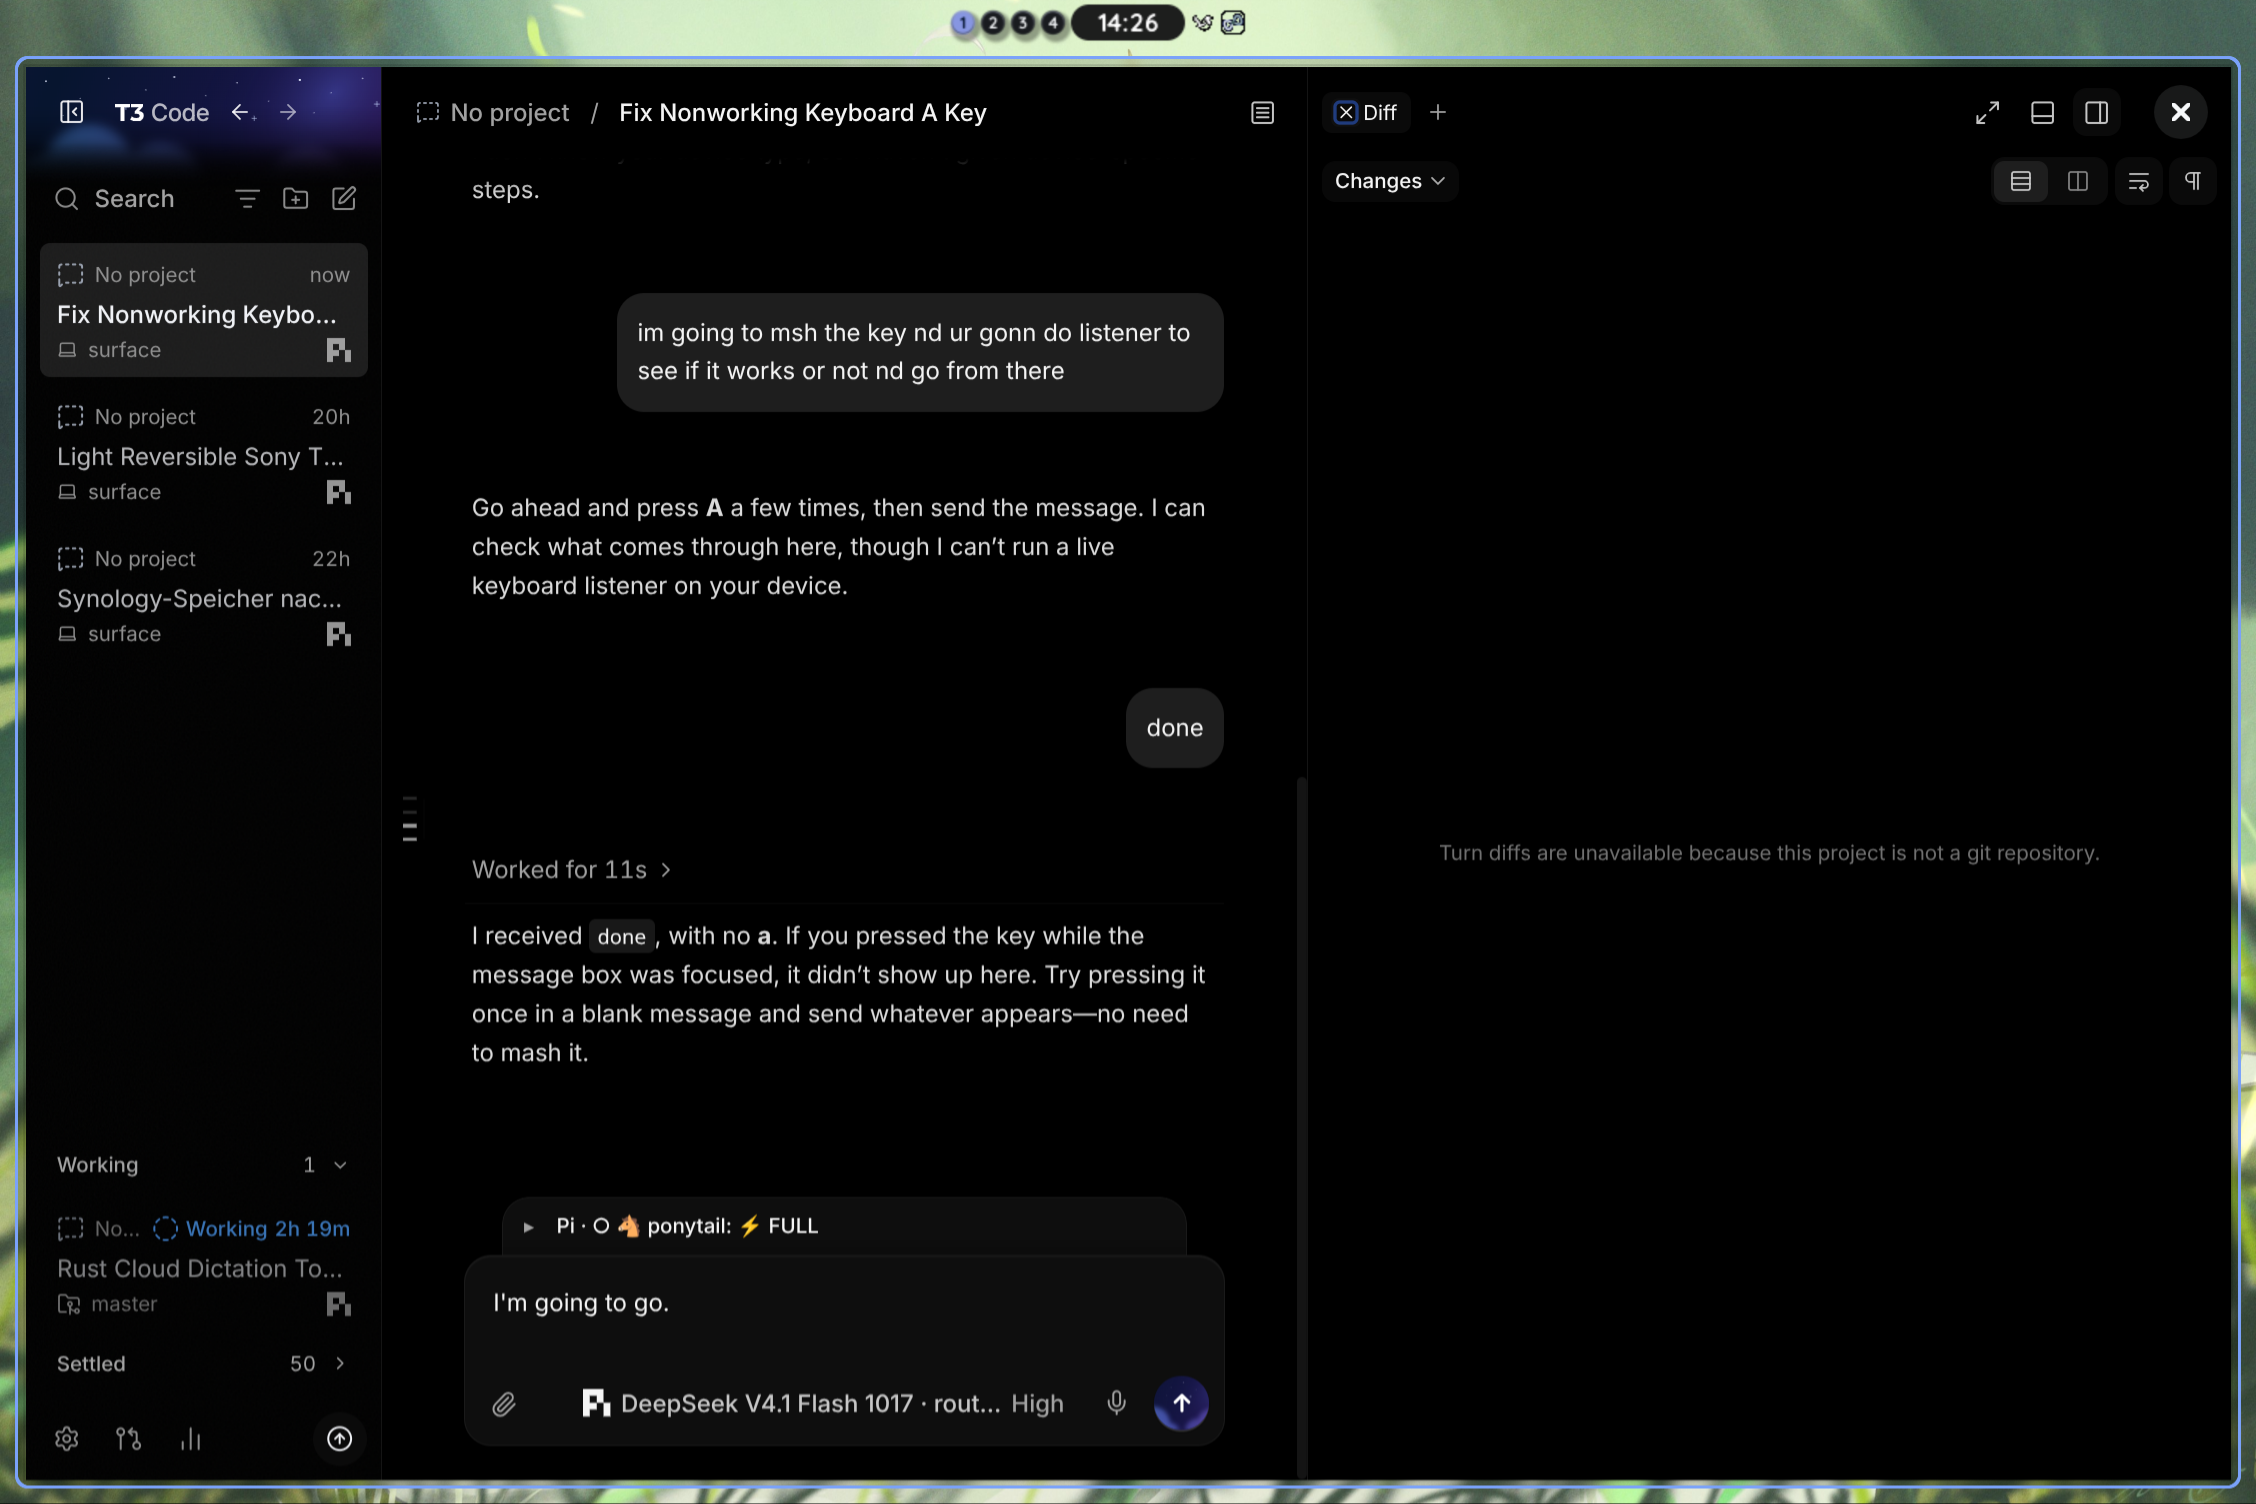 1 2 3 4 14:26
T3 Code
Search
No project now
Fix Nonworking Keybo...
surface
No project 20h
Light Reversible Sony T...
surface
No project 22h
Synology-Speicher nac...
surface
Working 1
No... Working 2h 19m
Rust Cloud Dictation To...
master
Settled 50
No project / Fix Nonworking Keyboard A Key
steps.
im going to msh the key nd ur gonn do listener to
see if it works or not nd go from there
Go ahead and press A a few times, then send the message. I can
check what comes through here, though I can’t run a live
keyboard listener on your device.
done
Worked for 11s
I received done, with no a. If you pressed the key while the
message box was focused, it didn’t show up here. Try pressing it
once in a blank message and send whatever appears—no need
to mash it.
Pi · O 🐴 ponytail: ⚡ FULL
I'm going to go.
DeepSeek V4.1 Flash 1017 · rout... High
Diff
Changes
Turn diffs are unavailable because this project is not a git repository.